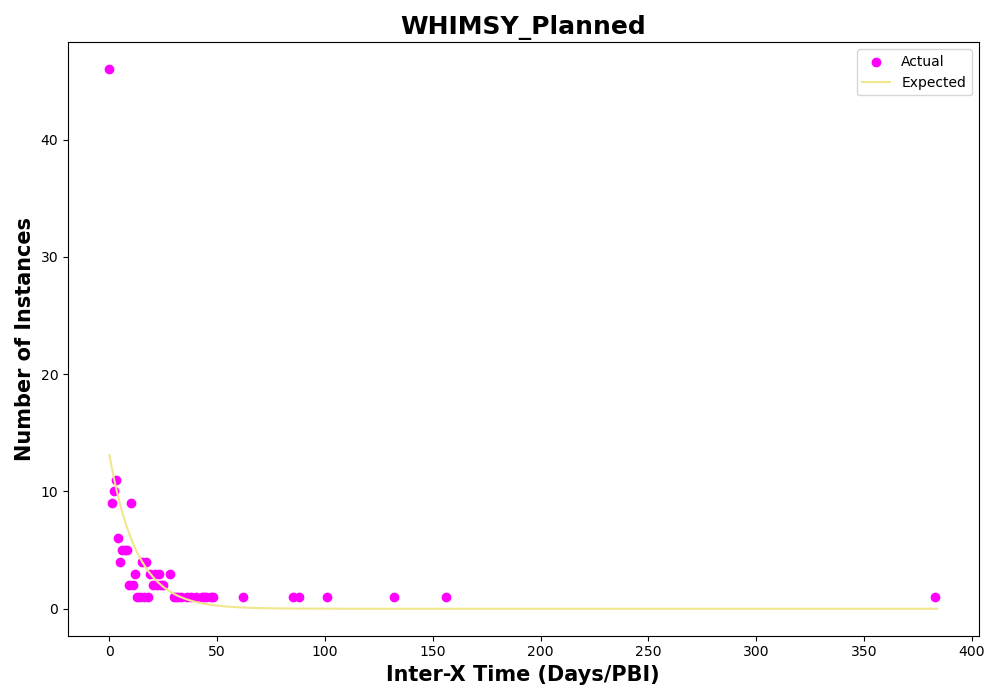 WHIMSY_Planned
Actual
Expected
Number of Instances
40
30
20
10
0
0 50 100 150 200 250 300 350 400
Inter-X Time (Days/PBI)